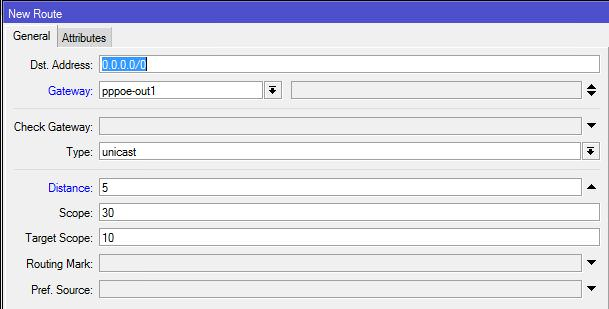 New Route
General Attributes
Dst. Address: 0.0.0.0/0
Gateway: pppoe-out1
Check Gateway:
Type: unicast
Distance: 5
Scope: 30
Target Scope: 10
Routing Mark:
Pref. Source: